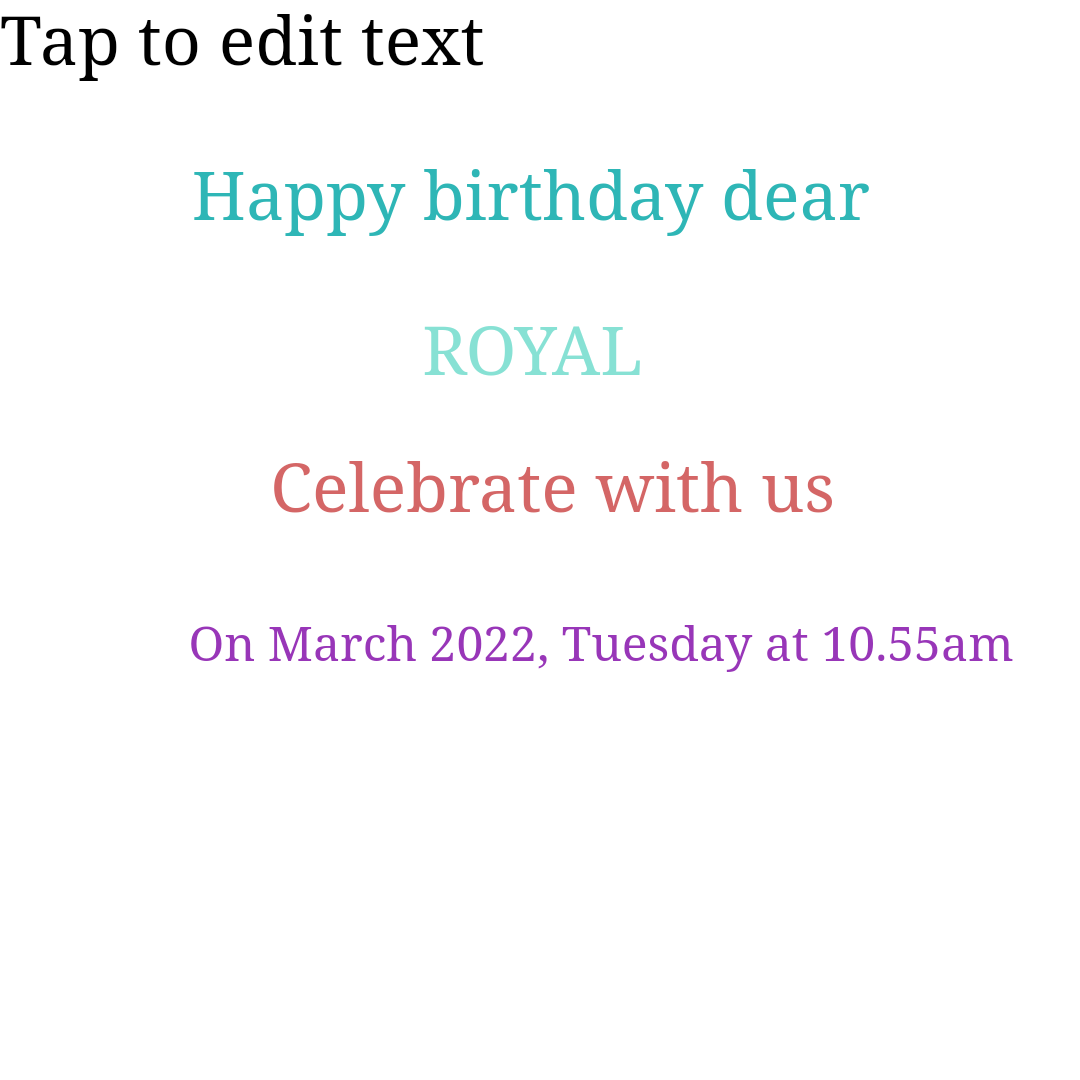 Tap to edit text
Happy birthday dear
ROYAL
Celebrate with us
On March 2022, Tuesday at 10.55am